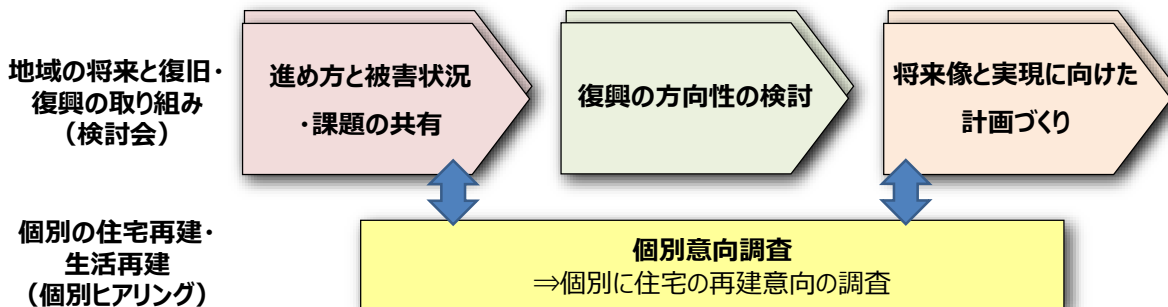 地域の将来と復旧・
復興の取り組み
（検討会）
進め方と被害状況
・課題の共有
復興の方向性の検討
将来像と実現に向けた
計画づくり
個別の住宅再建・
生活再建
（個別ヒアリング）
個別意向調査
⇒個別に住宅の再建意向の調査